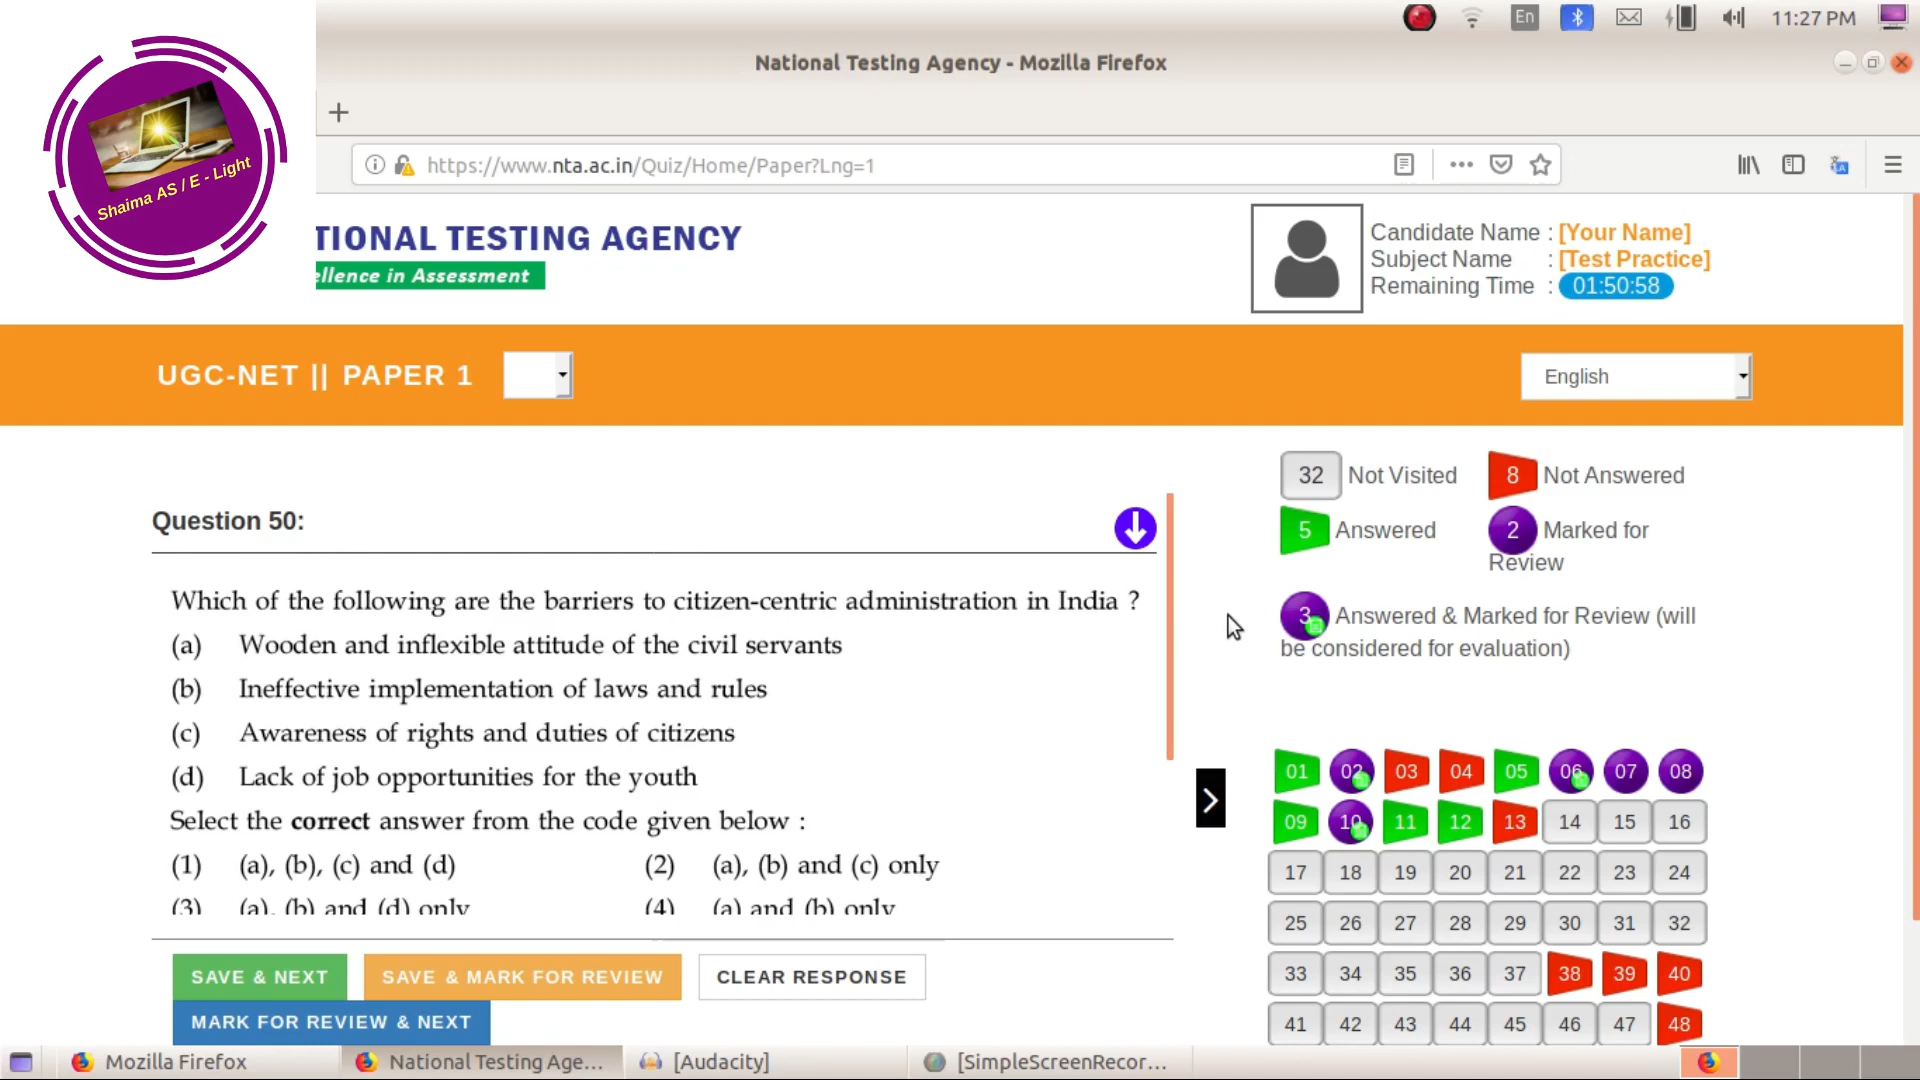 En
11:27 PM
National Testing Agency - Mozilla Firefox
https://www.nta.ac.in/Quiz/Home/Paper?Lng=1
Shaima AS / E - Light
TIONAL TESTING AGENCY
ellence in Assessment
Candidate Name : [Your Name]
Subject Name : [Test Practice]
Remaining Time : 01:50:58
UGC-NET || PAPER 1
English
32 Not Visited
8 Not Answered
5 Answered
2 Marked for Review
3 Answered & Marked for Review (will
be considered for evaluation)
Question 50:
Which of the following are the barriers to citizen-centric administration in India ?
(a) Wooden and inflexible attitude of the civil servants
(b) Ineffective implementation of laws and rules
(c) Awareness of rights and duties of citizens
(d) Lack of job opportunities for the youth
Select the correct answer from the code given below :
(1) (a), (b), (c) and (d) (2) (a), (b) and (c) only
(3) (a), (b) and (d) only (4) (a) and (b) only
SAVE & NEXT SAVE & MARK FOR REVIEW CLEAR RESPONSE
MARK FOR REVIEW & NEXT
01 02 03 04 05 06 07 08
09 10 11 12 13 14 15 16
17 18 19 20 21 22 23 24
25 26 27 28 29 30 31 32
33 34 35 36 37 38 39 40
41 42 43 44 45 46 47 48
Mozilla Firefox
National Testing Age...
[Audacity]
[SimpleScreenRecor...